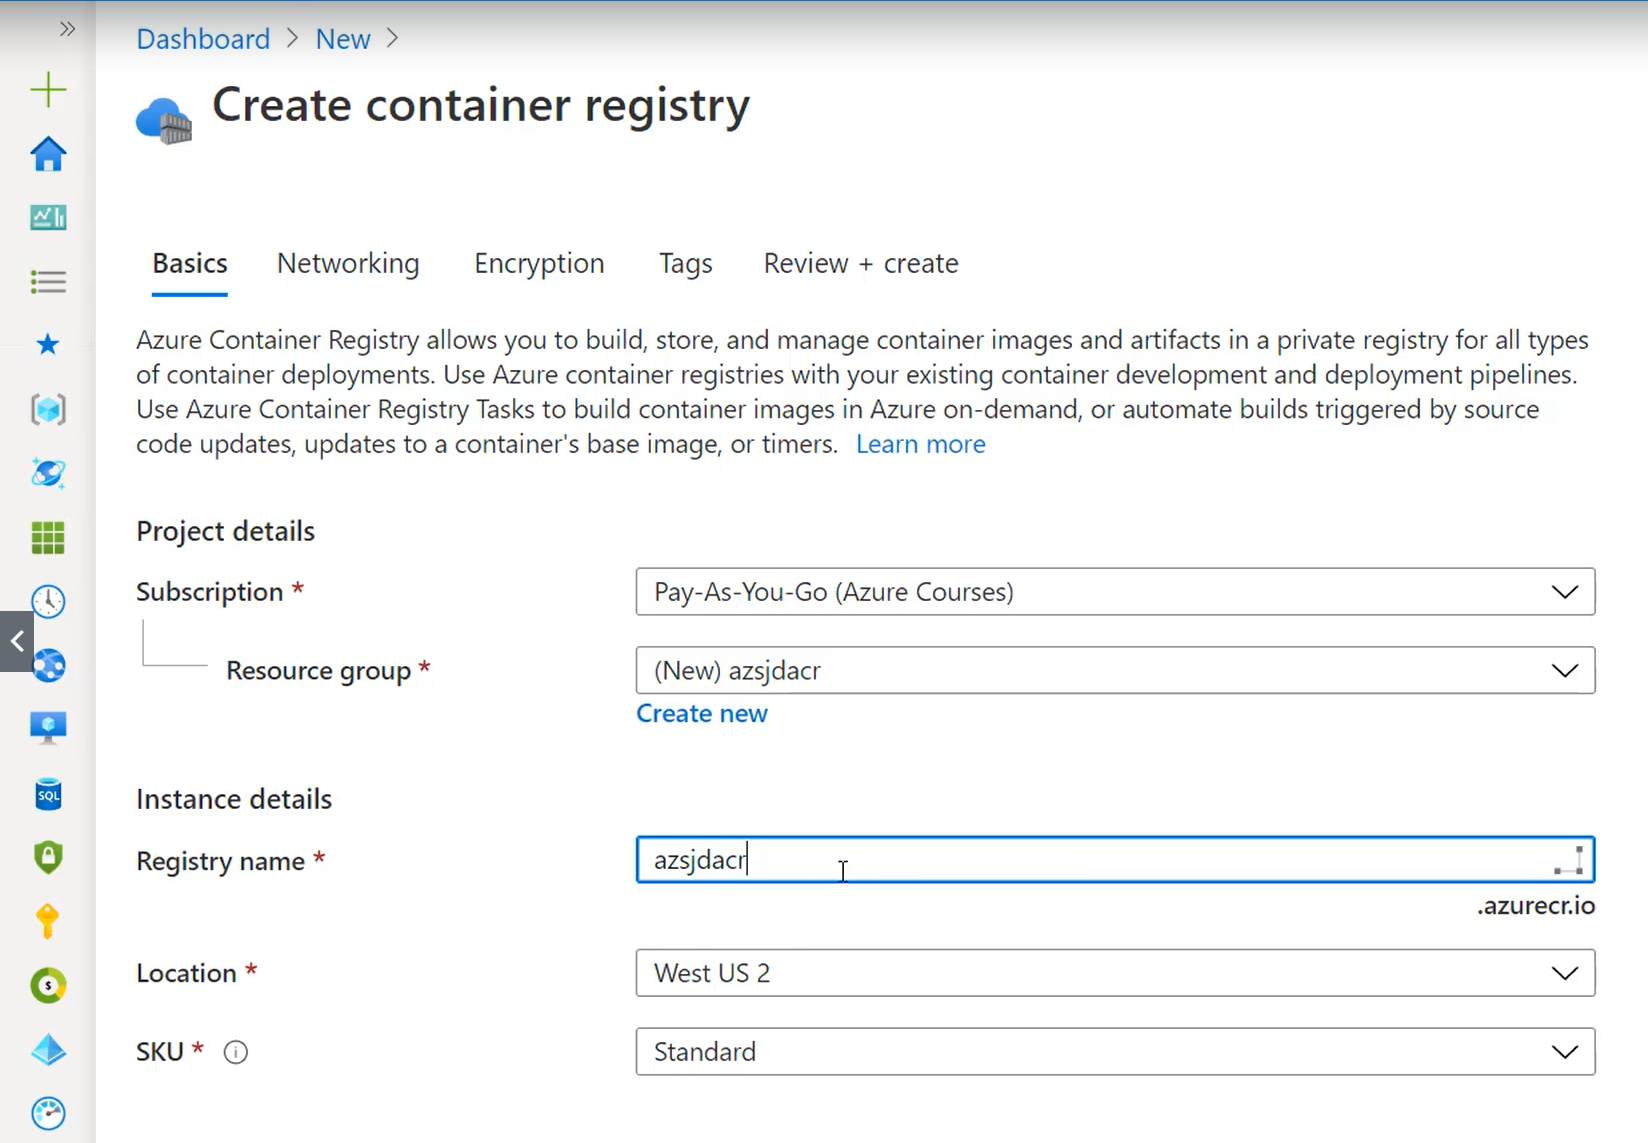 Dashboard > New >
Create container registry
Basics Networking Encryption Tags Review + create
Azure Container Registry allows you to build, store, and manage container images and artifacts in a private registry for all types
of container deployments. Use Azure container registries with your existing container development and deployment pipelines.
Use Azure Container Registry Tasks to build container images in Azure on-demand, or automate builds triggered by source
code updates, updates to a container's base image, or timers. Learn more
Project details
Subscription * Pay-As-You-Go (Azure Courses)
Resource group * (New) azsjdacr
Create new
Instance details
Registry name * azsjdacr
.azurecr.io
Location * West US 2
SKU * Standard
SQL